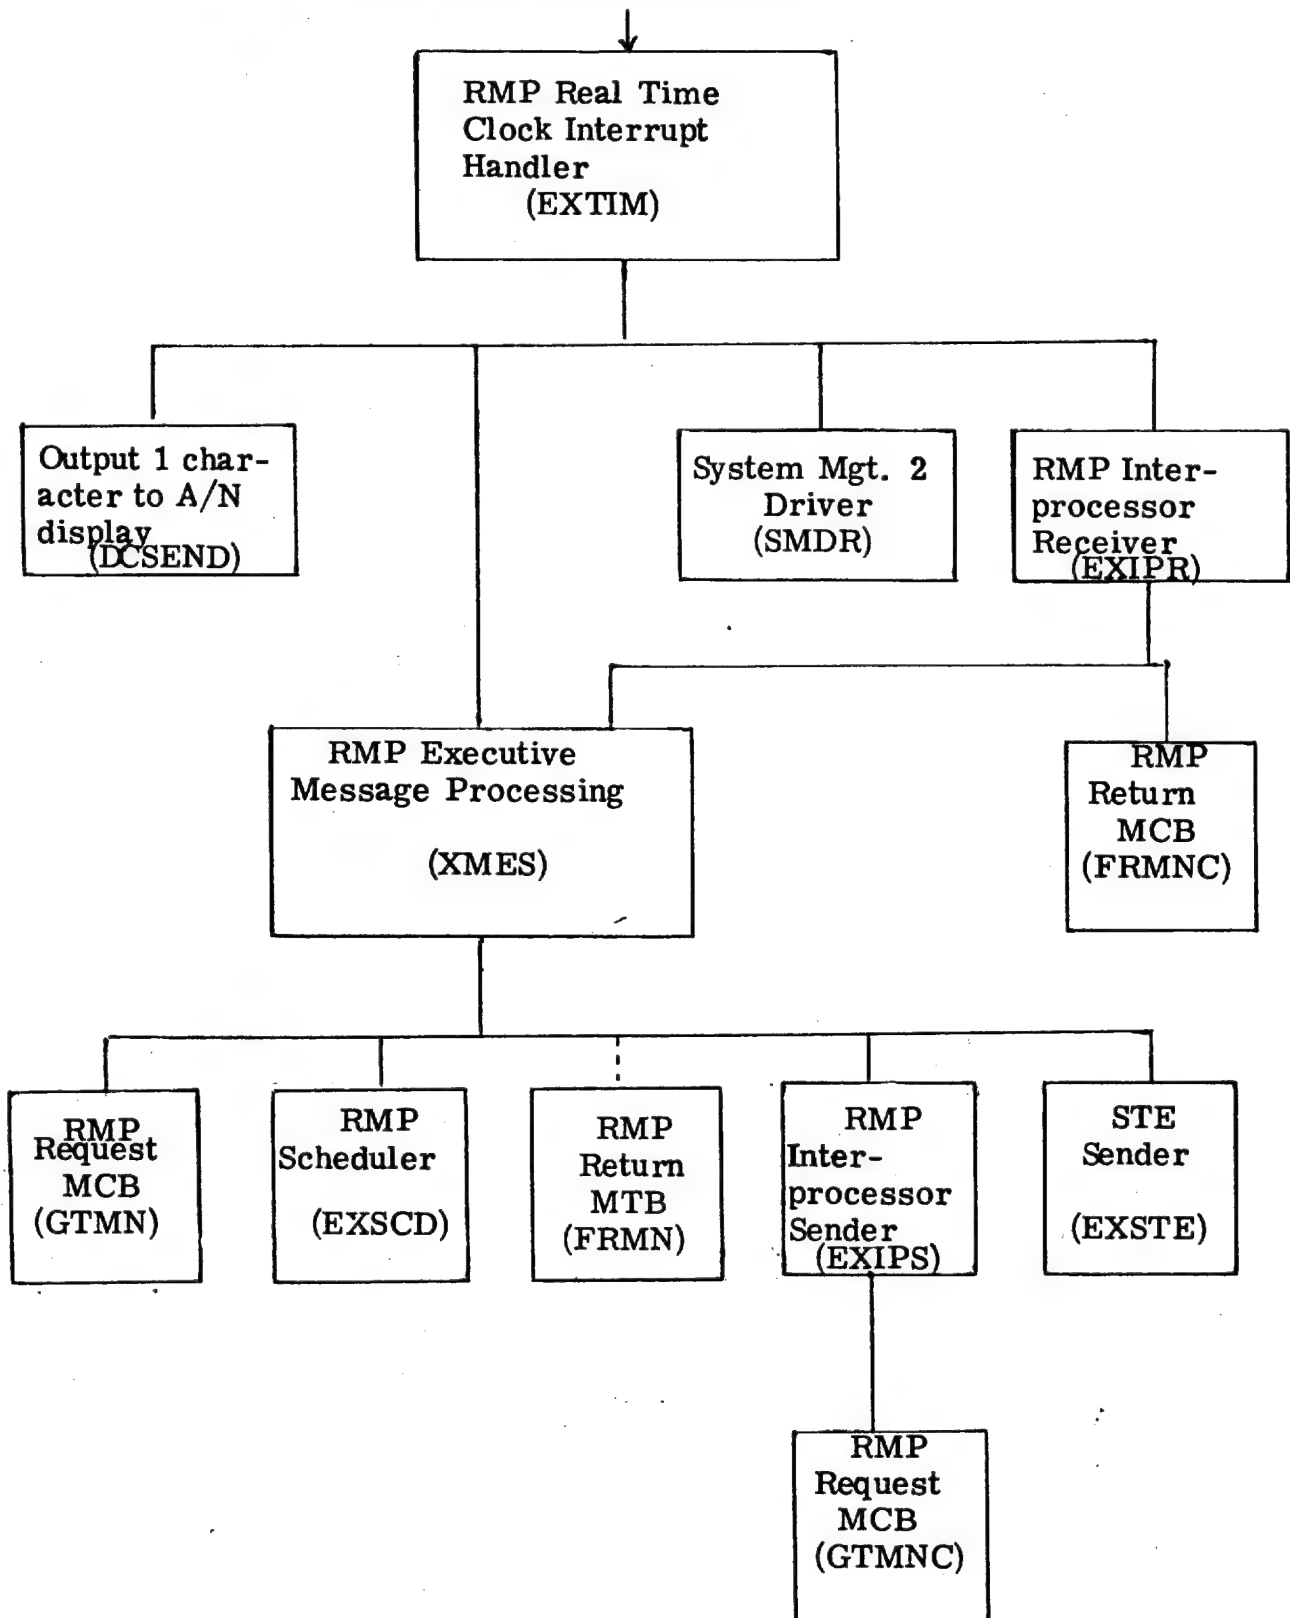 RMP Real Time
Clock Interrupt
Handler
(EXTIM)
Output 1 char-
acter to A/N
display
(DCSEND)
System Mgt. 2
Driver
(SMDR)
RMP Inter-
processor
Receiver
(EXIPR)
RMP Executive
Message Processing
(XMES)
RMP
Return
MCB
(FRMNC)
RMP
Request
MCB
(GTMN)
RMP
Scheduler
(EXSCD)
RMP
Return
MTB
(FRMN)
RMP
Inter-
processor
Sender
(EXIPS)
STE
Sender
(EXSTE)
RMP
Request
MCB
(GTMNC)